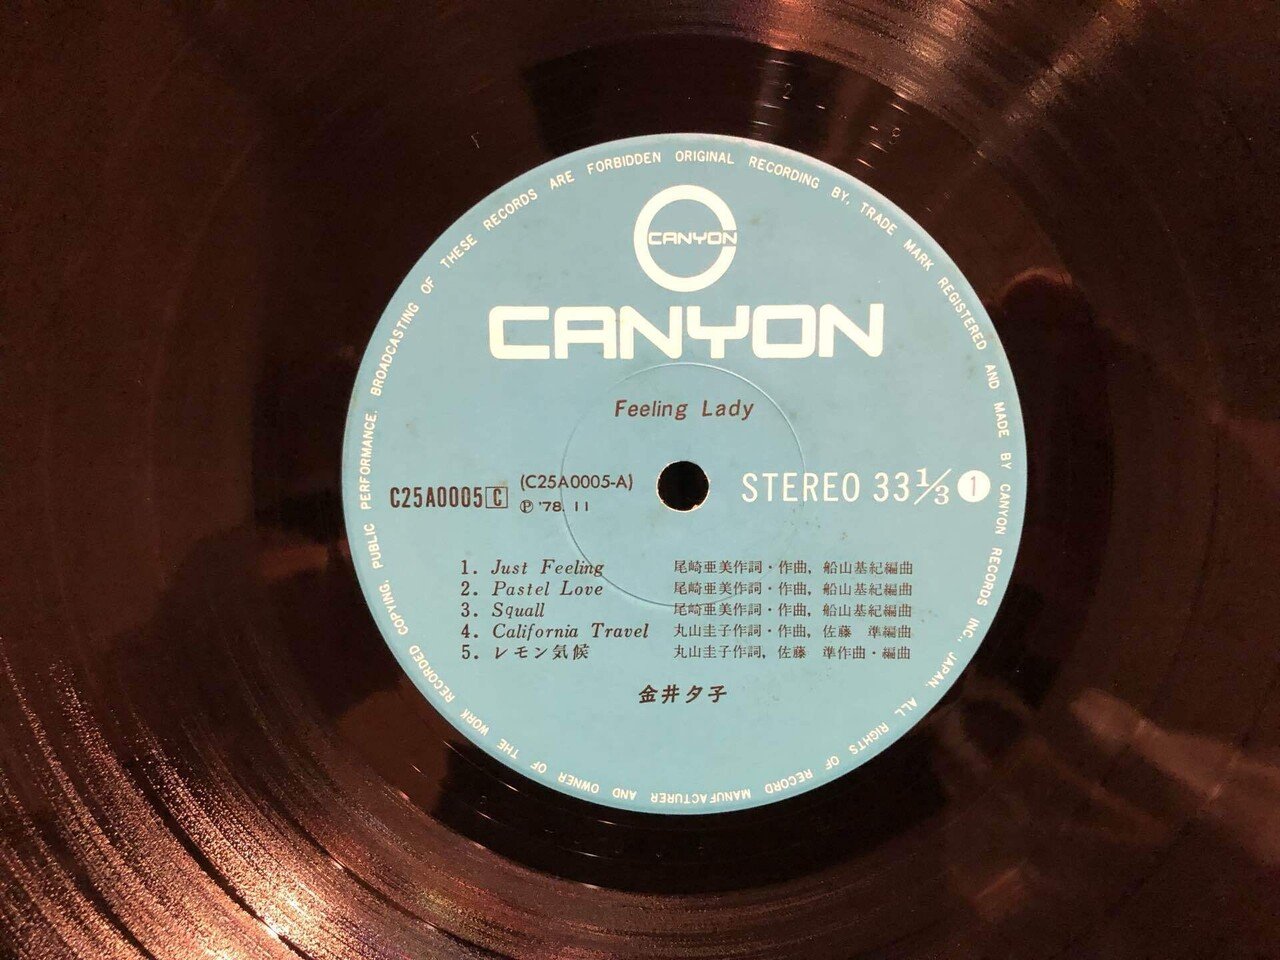 BROADCASTING OF THESE RECORDS ARE FORBIDDEN ORIGINAL RECORDING BY, TRADE MARK REGISTERED AND MADE BY CANYON RECORDS INC., JAPAN. ALL RIGHTS OF RECORD MANUFACTURER AND OWNER OF THE WORK RECORDED COPYING, PUBLIC PERFORMANCE.
CANYON
CANYON
Feeling Lady
C25A0005 C
(C25A0005-A)
Ⓟ '78. 11
STEREO 33 1/3 1
1. Just Feeling 尾崎亜美作詞・作曲, 船山基紀編曲
2. Pastel Love 尾崎亜美作詞・作曲, 船山基紀編曲
3. Squall 尾崎亜美作詞・作曲, 船山基紀編曲
4. California Travel 丸山圭子作詞・作曲, 佐藤 準編曲
5. レモン気候 丸山圭子作詞, 佐藤 準作曲・編曲
金井夕子